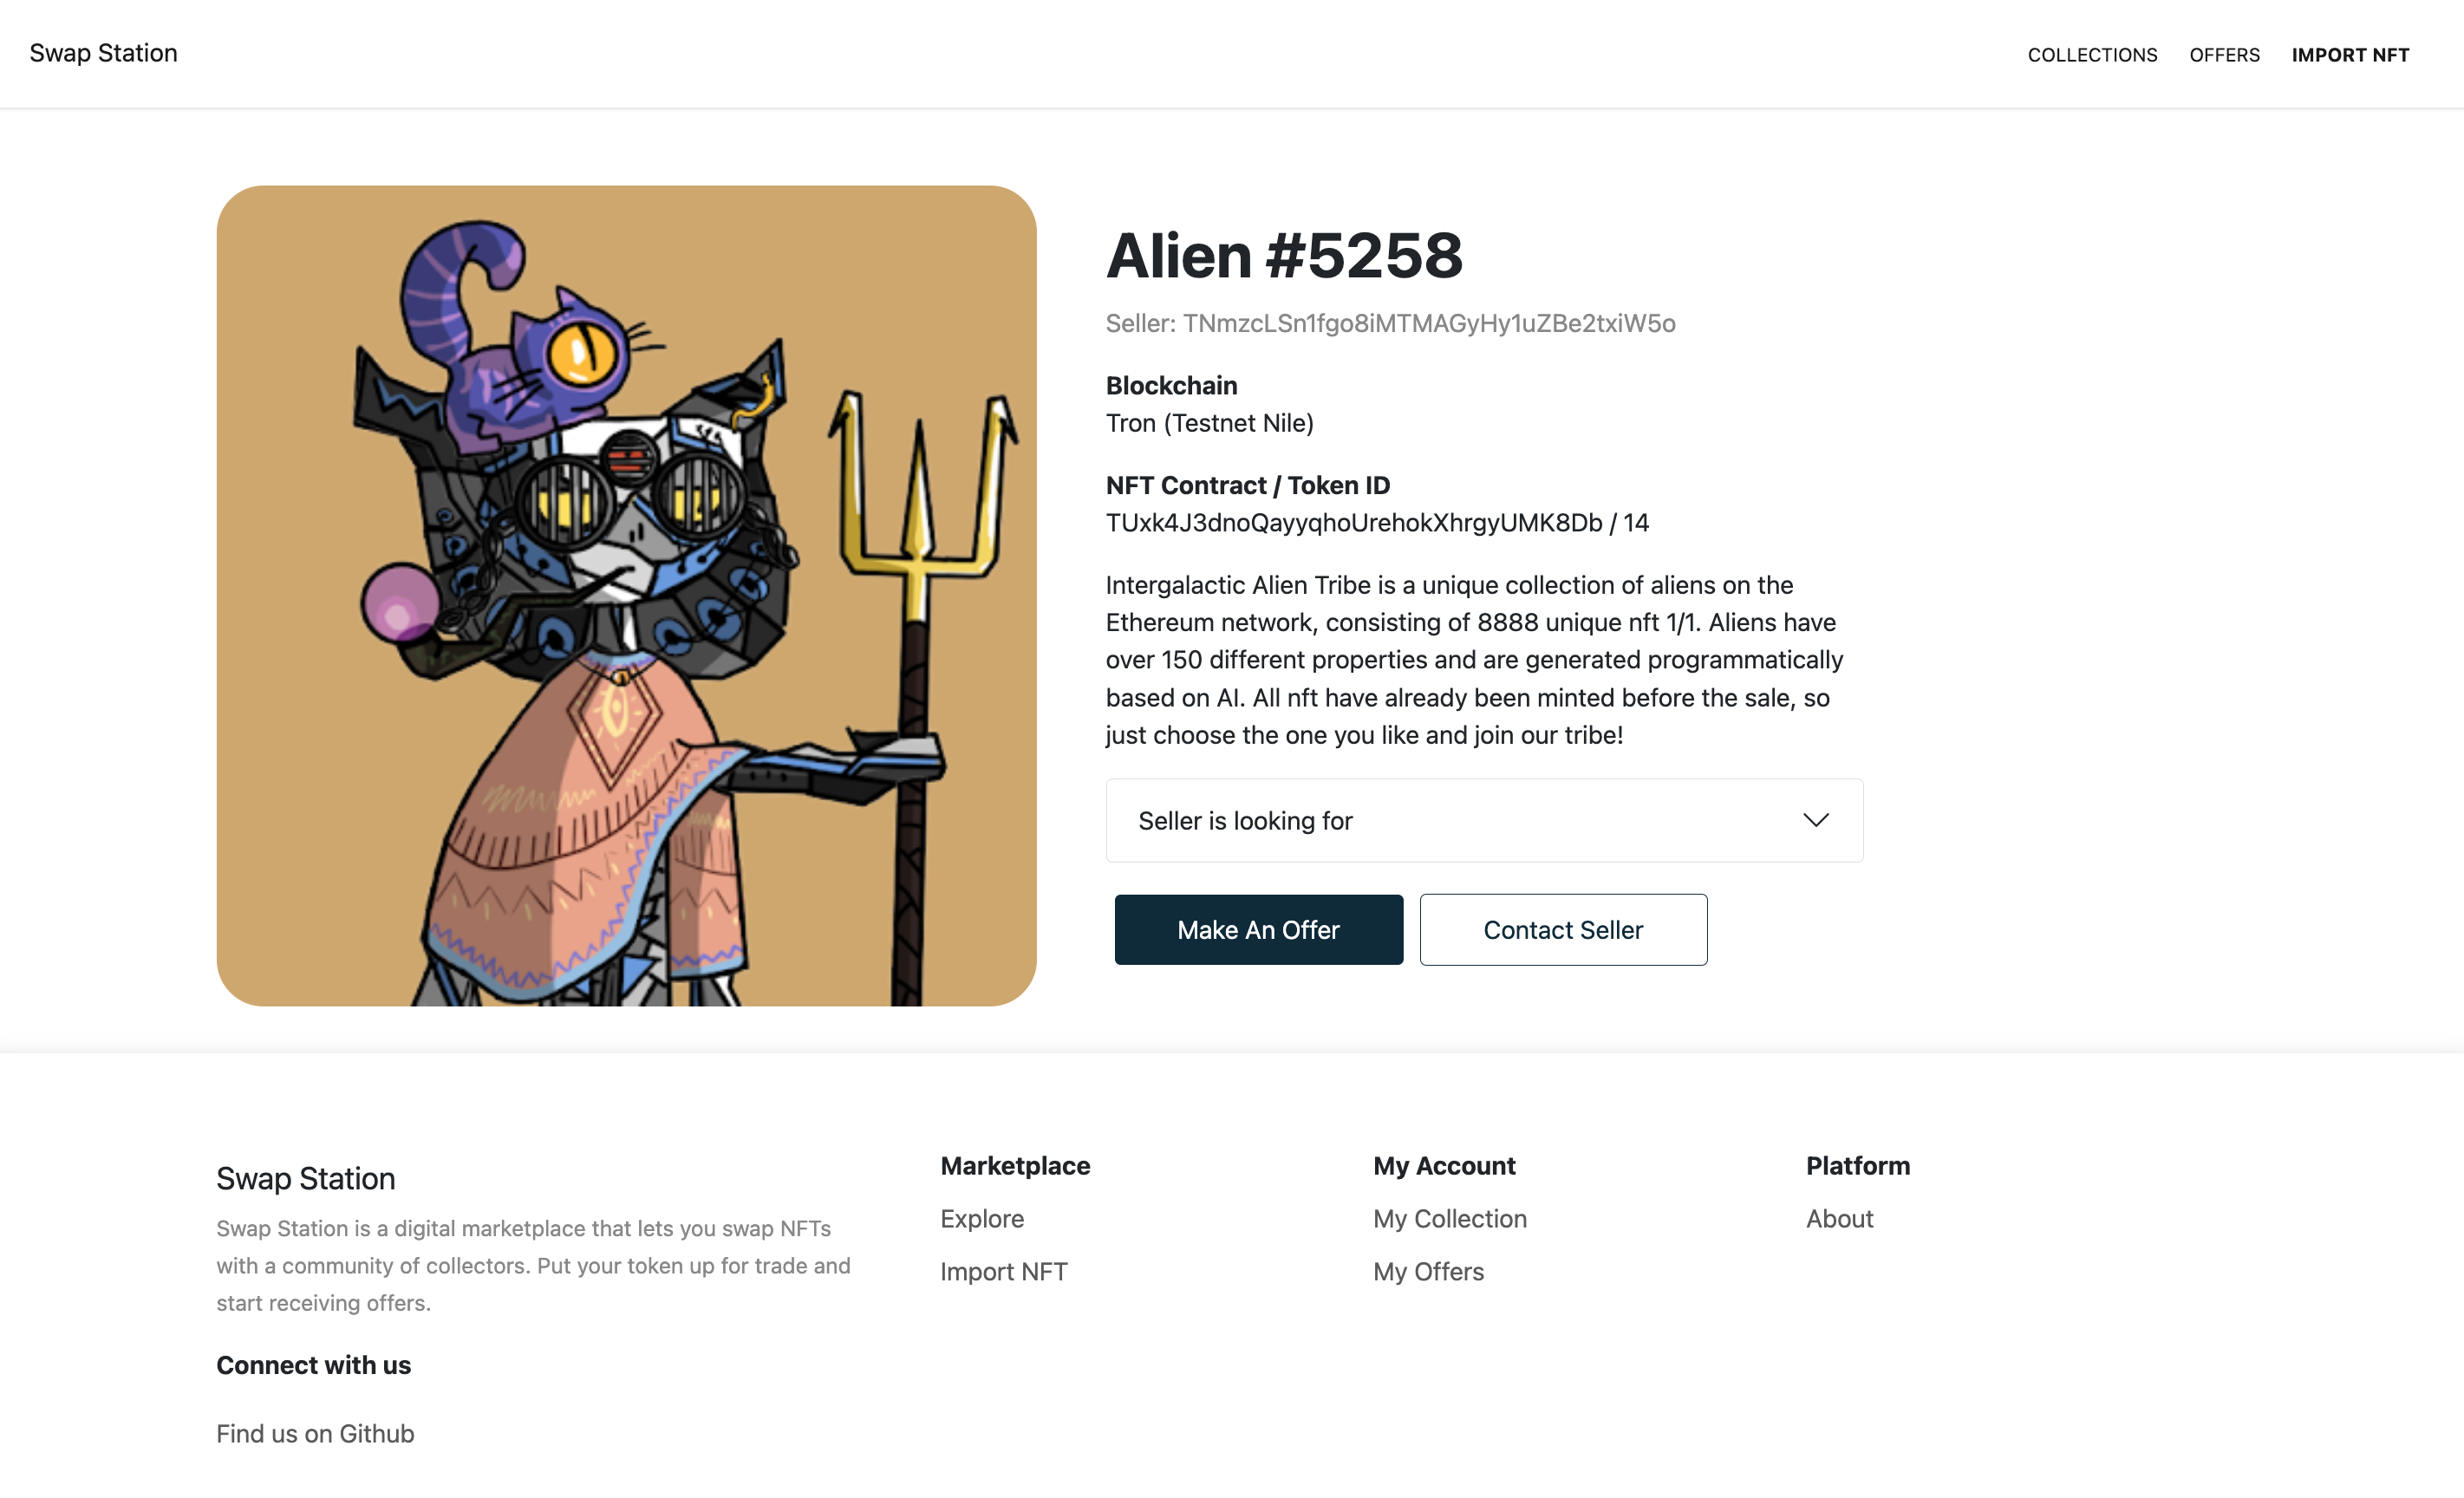 Swap Station
COLLECTIONS OFFERS IMPORT NFT
Alien #5258
Seller: TNmzcLSn1fgo8iMTMAGyHy1uZBe2txiW5o
Blockchain
Tron (Testnet Nile)
NFT Contract / Token ID
TUxk4J3dnoQayyqhoUrehokXhrgyUMK8Db / 14
Intergalactic Alien Tribe is a unique collection of aliens on the
Ethereum network, consisting of 8888 unique nft 1/1. Aliens have
over 150 different properties and are generated programmatically
based on AI. All nft have already been minted before the sale, so
just choose the one you like and join our tribe!
Seller is looking for
Make An Offer
Contact Seller
Swap Station
Swap Station is a digital marketplace that lets you swap NFTs
with a community of collectors. Put your token up for trade and
start receiving offers.
Connect with us
Find us on Github
Marketplace
Explore
Import NFT
My Account
My Collection
My Offers
Platform
About